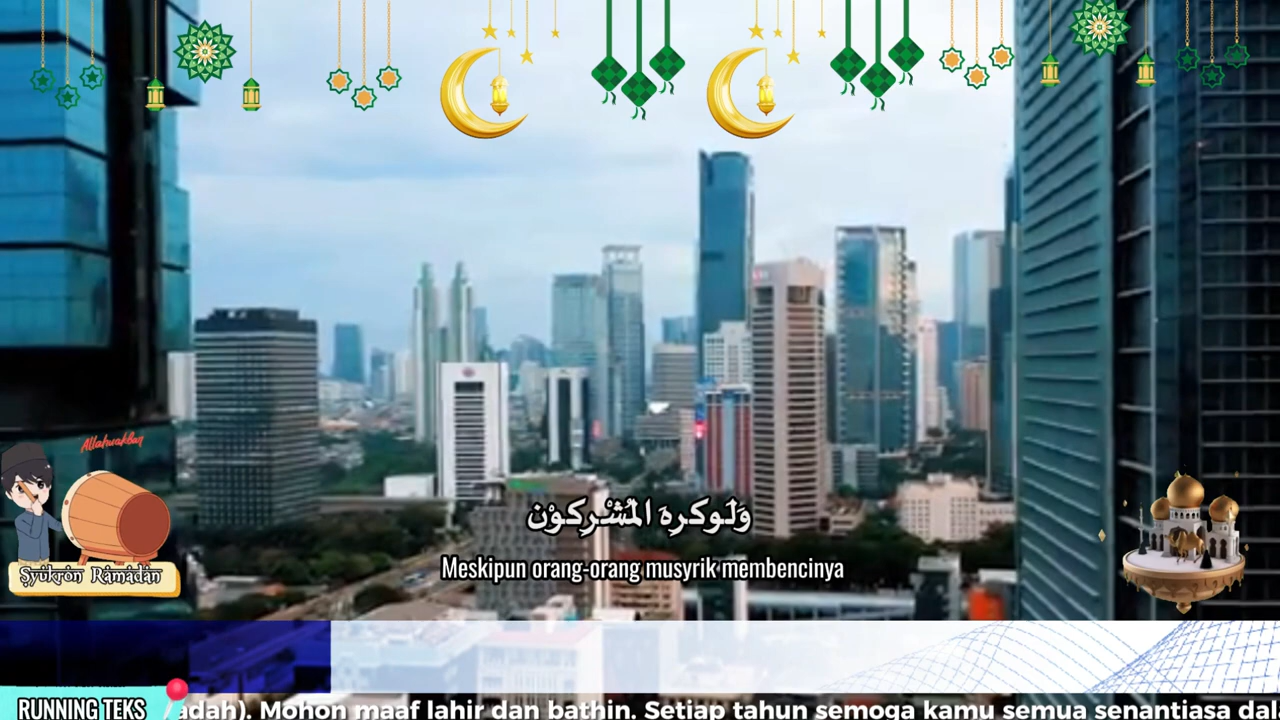 Allahuakbar
وَلَوْكَرِهَ الْمُشْرِكُوْنَ
Meskipun orang-orang musyrik membencinya
Syukron Ramadan
RUNNING TEKS
adah). Mohon maaf lahir dan bathin. Setiap tahun semoga kamu semua senantiasa dal